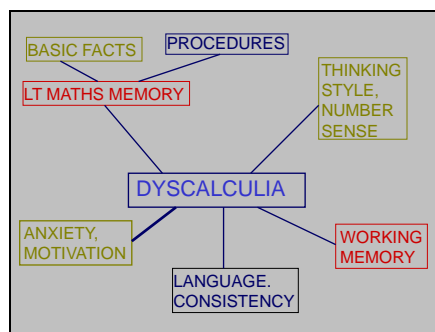 BASIC FACTS
PROCEDURES
LT MATHS MEMORY
THINKING
STYLE,
NUMBER
SENSE
DYSCALCULIA
ANXIETY,
MOTIVATION
LANGUAGE.
CONSISTENCY
WORKING
MEMORY